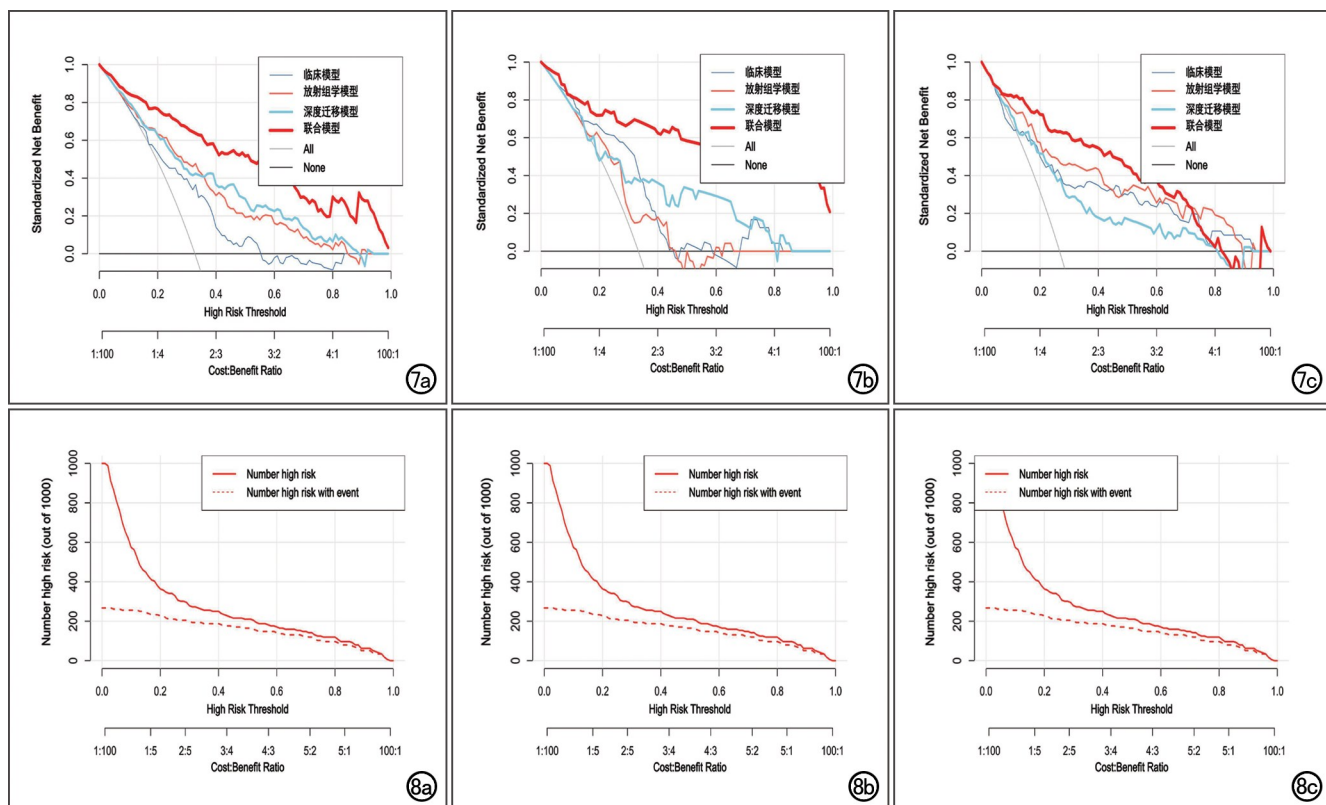 1.0
0.8
0.6
0.4
0.2
0.0
Standardized Net Benefit
临床模型
放射组学模型
深度迁移模型
联合模型
All
None
0.0 0.2 0.4 0.6 0.8 1.0
High Risk Threshold
1:100 1:4 2:3 3:2 4:1 100:1
Cost:Benefit Ratio
7a
1.0
0.8
0.6
0.4
0.2
0.0
Standardized Net Benefit
临床模型
放射组学模型
深度迁移模型
联合模型
All
None
0.0 0.2 0.4 0.6 0.8 1.0
High Risk Threshold
1:100 1:4 2:3 3:2 4:1 100:1
Cost:Benefit Ratio
7b
1.0
0.8
0.6
0.4
0.2
0.0
Standardized Net Benefit
临床模型
放射组学模型
深度迁移模型
联合模型
All
None
0.0 0.2 0.4 0.6 0.8 1.0
High Risk Threshold
1:100 1:4 2:3 3:2 4:1 100:1
Cost:Benefit Ratio
7c
1000
800
600
400
200
0
Number high risk (out of 1000)
Number high risk
Number high risk with event
0.0 0.2 0.4 0.6 0.8 1.0
High Risk Threshold
1:100 1:5 2:5 3:4 4:3 5:2 5:1 100:1
Cost:Benefit Ratio
8a
1000
800
600
400
200
0
Number high risk (out of 1000)
Number high risk
Number high risk with event
0.0 0.2 0.4 0.6 0.8 1.0
High Risk Threshold
1:100 1:5 2:5 3:4 4:3 5:2 5:1 100:1
Cost:Benefit Ratio
8b
1000
800
600
400
200
0
Number high risk (out of 1000)
Number high risk
Number high risk with event
0.0 0.2 0.4 0.6 0.8 1.0
High Risk Threshold
1:100 1:5 2:5 3:4 4:3 5:2 5:1 100:1
Cost:Benefit Ratio
8c